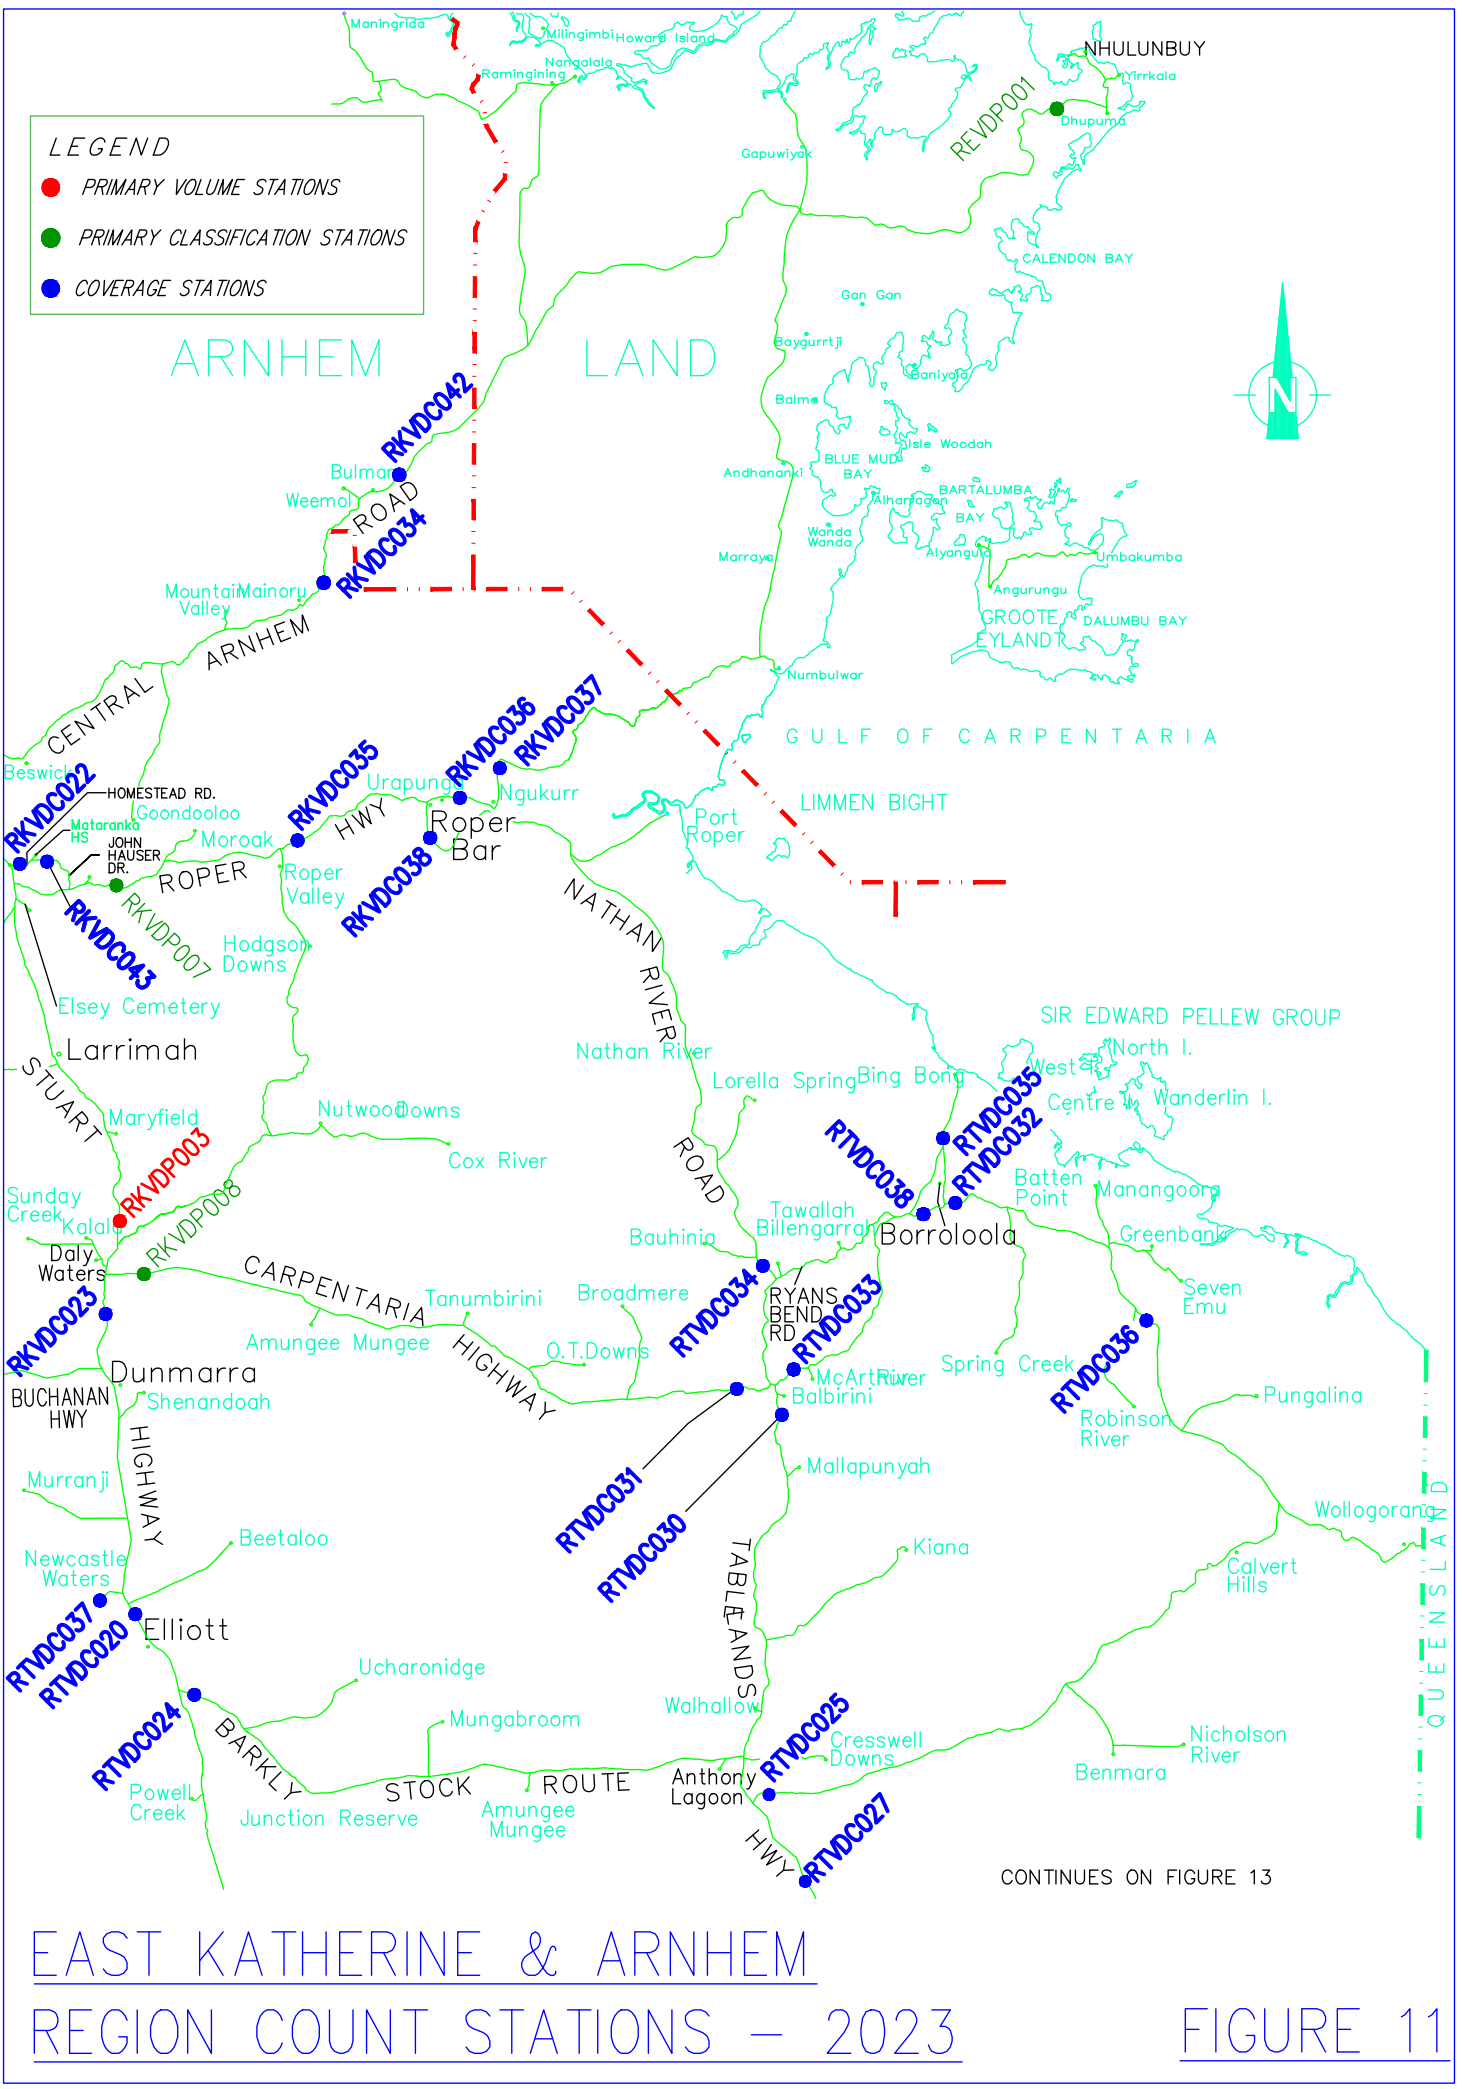 Maningrida
Milingimbi
Howard Island
Nangalala
Ramingining
NHULUNBUY
Yirrkala
REVDP001
Dhupuma
Gapuwiyak
LEGEND
PRIMARY VOLUME STATIONS
PRIMARY CLASSIFICATION STATIONS
COVERAGE STATIONS
CALENDON BAY
Gan Gan
ARNHEM LAND
Baygurrtji
Baniyala
N
RKVDC042
Balma
Isle Woodah
Bulman
Andhananki
BLUE MUD
BAY
Weemol
ROAD
Alharragan
BARTALUMBA
BAY
RKVDC034
Wanda
Wanda
Marraya
Alyangula
Umbakumba
Mountain
Valley
Mainoru
Angurungu
GROOTE
EYLANDT
DALUMBU BAY
ARNHEM
CENTRAL
Numbulwar
RKVDC036
RKVDC037
GULF OF CARPENTARIA
Beswick
RKVDC022
RKVDC035
HOMESTEAD RD.
Urapunga
Ngukurr
LIMMEN BIGHT
Goondooloo
HWY
Roper
Bar
Port
Roper
Mataranka
HS
JOHN
HAUSER
DR.
Moroak
ROPER
Roper
Valley
RKVDC038
NATHAN
RKVDC043
RKVDP007
Hodgson
Downs
RIVER
Elsey Cemetery
SIR EDWARD PELLEW GROUP
Larrimah
Nathan River
North I.
West I.
STUART
Lorella Spring
Bing Bong
RTVDC035
Centre I.
Wanderlin I.
Maryfield
Nutwood Downs
RTVDC032
RKVDP003
Cox River
ROAD
RTVDC038
Batten
Point
Manangoora
Sunday
Creek
Kalala
RKVDP008
Tawallah
Billengarrah
Bauhinia
Borroloola
Greenbank
Daly
Waters
CARPENTARIA
Seven
Emu
RKVDC023
Tanumbirini
Broadmere
RTVDC034
RYANS
BEND
RD
RTVDC033
Amungee Mungee
HIGHWAY
O.T.Downs
Spring Creek
RTVDC036
Dunmarra
McArthur River
Balbirini
BUCHANAN
HWY
Shenandoah
Pungalina
Robinson
River
HIGHWAY
Murranji
RTVDC031
Mallapunyah
RTVDC030
Wollogorang
QUEENSLAND
Beetaloo
Kiana
Newcastle
Waters
TABLELANDS
Calvert
Hills
RTVDC037
RTVDC020
Elliott
Ucharonidge
RTVDC024
Walhallow
RTVDC025
BARKLY
Mungabroom
Cresswell
Downs
Nicholson
River
Benmara
Powell
Creek
STOCK ROUTE
Anthony
Lagoon
Junction Reserve
Amungee
Mungee
RTVDC027
HWY
CONTINUES ON FIGURE 13
EAST KATHERINE & ARNHEM
REGION COUNT STATIONS – 2023
FIGURE 11